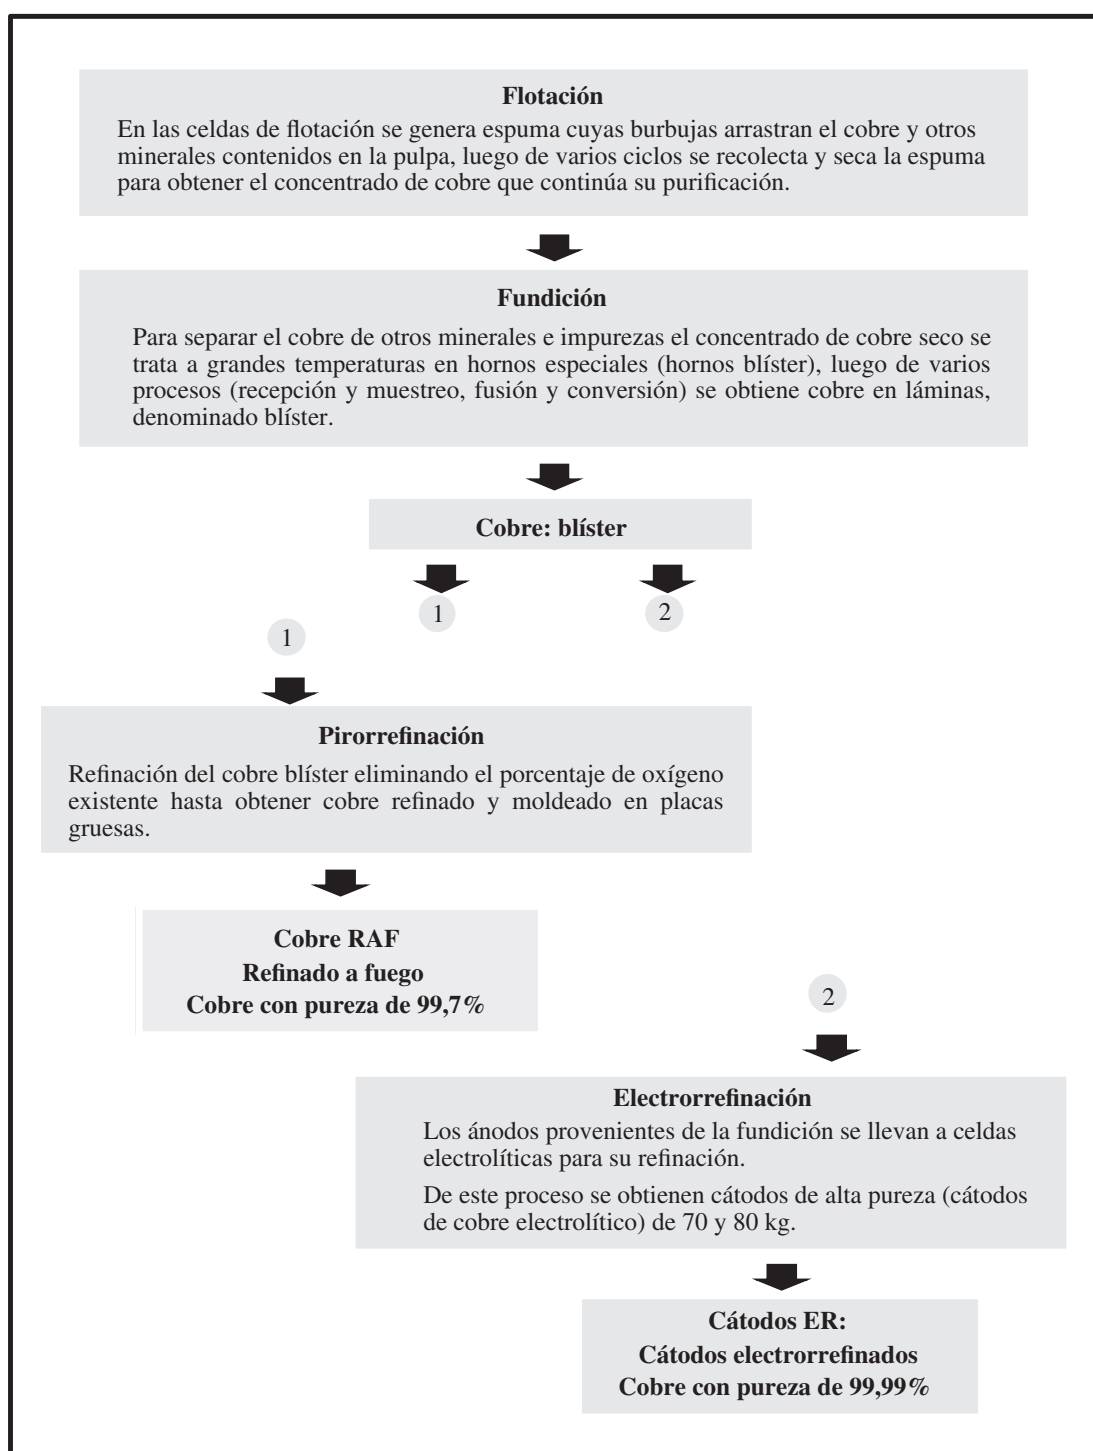 Flotación
En las celdas de flotación se genera espuma cuyas burbujas arrastran el cobre y otros
minerales contenidos en la pulpa, luego de varios ciclos se recolecta y seca la espuma
para obtener el concentrado de cobre que continúa su purificación.
Fundición
Para separar el cobre de otros minerales e impurezas el concentrado de cobre seco se
trata a grandes temperaturas en hornos especiales (hornos blíster), luego de varios
procesos (recepción y muestreo, fusión y conversión) se obtiene cobre en láminas,
denominado blíster.
Cobre: blíster
1
2
1
Pirorrefinación
Refinación del cobre blíster eliminando el porcentaje de oxígeno
existente hasta obtener cobre refinado y moldeado en placas
gruesas.
Cobre RAF
Refinado a fuego
Cobre con pureza de 99,7%
2
Electrorrefinación
Los ánodos provenientes de la fundición se llevan a celdas
electrolíticas para su refinación.
De este proceso se obtienen cátodos de alta pureza (cátodos
de cobre electrolítico) de 70 y 80 kg.
Cátodos ER:
Cátodos electrorrefinados
Cobre con pureza de 99,99%